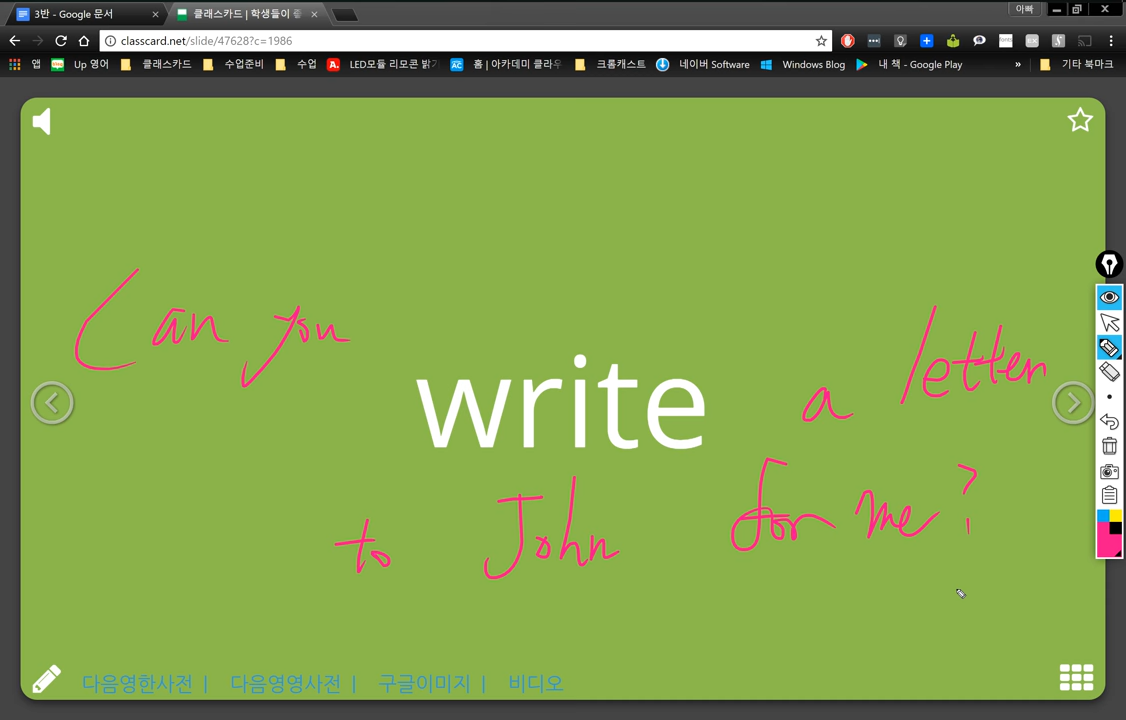 3반 - Google 문서
클래스카드 | 학생들이 좋
아빠
classcard.net/slide/47628?c=1986
앱 Up 영어 클래스카드 수업준비 수업 LED모듈 리모콘 밝기 홈 | 아카데미 클라우 크롬캐스트 네이버 Software Windows Blog 내 책 - Google Play » 기타 북마크
Can you write a letter
to John for me?
다음영한사전 | 다음영영사전 | 구글이미지 | 비디오